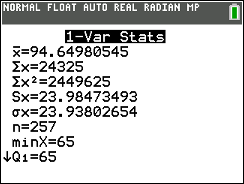 NORMAL FLOAT AUTO REAL RADIAN MP
1-Var Stats
x̄=94.64980545
Σx=24325
Σx²=2449625
Sx=23.98473493
σx=23.93802654
n=257
minX=65
↓Q₁=65